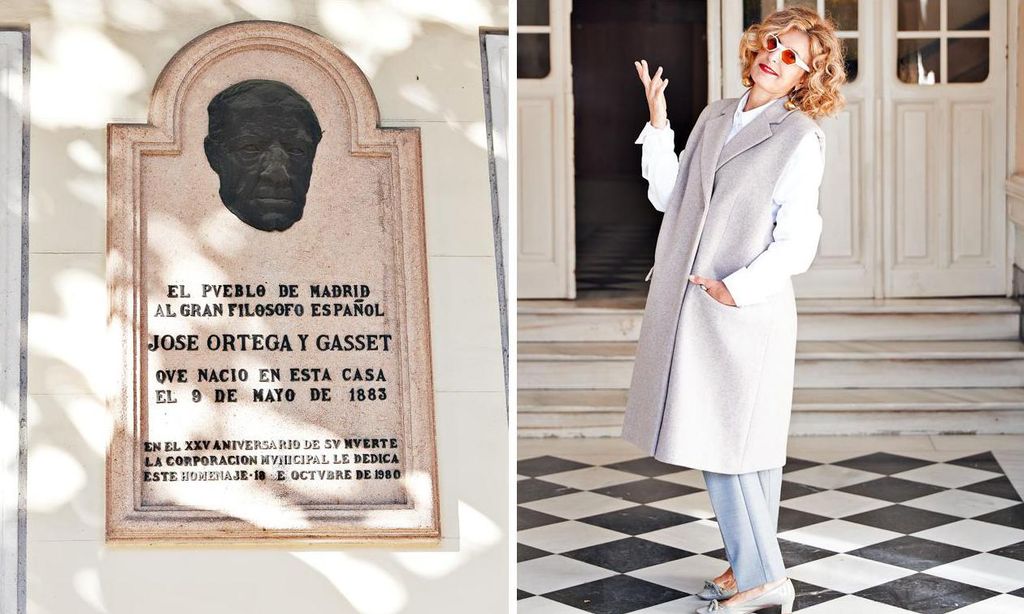 EL PVEBLO DE MADRID
AL GRAN FILOSOFO ESPAÑOL
JOSE ORTEGA Y GASSET
QVE NACIO EN ESTA CASA
EL 9 DE MAYO DE 1883
EN EL XXV ANIVERSARIO DE SV MVERTE
LA CORPORACION MVNICIPAL LE DEDICA
ESTE HOMENAJE-18 E OCTVBRE DE 1980